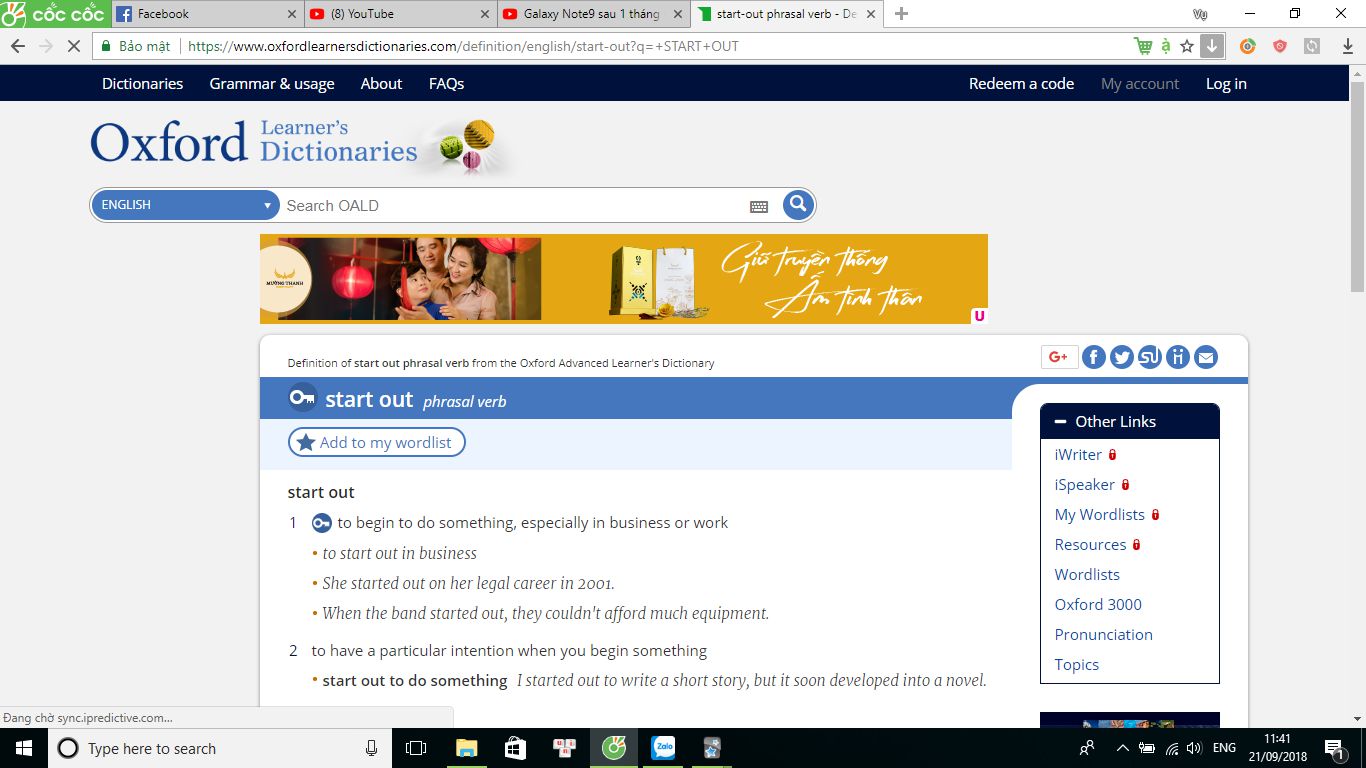 cốc cốc
Facebook
(8) YouTube
Galaxy Note9 sau 1 tháng
start-out phrasal verb - De
Vụ
Bảo mật
https://www.oxfordlearnersdictionaries.com/definition/english/start-out?q=+START+OUT
Dictionaries Grammar & usage About FAQs
Redeem a code My account Log in
Oxford Learner's Dictionaries
ENGLISH
Search OALD
MƯỜNG THANH
Giữ truyền thống
Ấm tình thân
U
Definition of start out phrasal verb from the Oxford Advanced Learner's Dictionary
G+
start out phrasal verb
Add to my wordlist
start out
1 to begin to do something, especially in business or work
• to start out in business
• She started out on her legal career in 2001.
• When the band started out, they couldn't afford much equipment.
2 to have a particular intention when you begin something
• start out to do something I started out to write a short story, but it soon developed into a novel.
Other Links
iWriter
iSpeaker
My Wordlists
Resources
Wordlists
Oxford 3000
Pronunciation
Topics
Đang chờ sync.ipredictive.com...
Type here to search
Zalo
ENG
11:41
21/09/2018
1